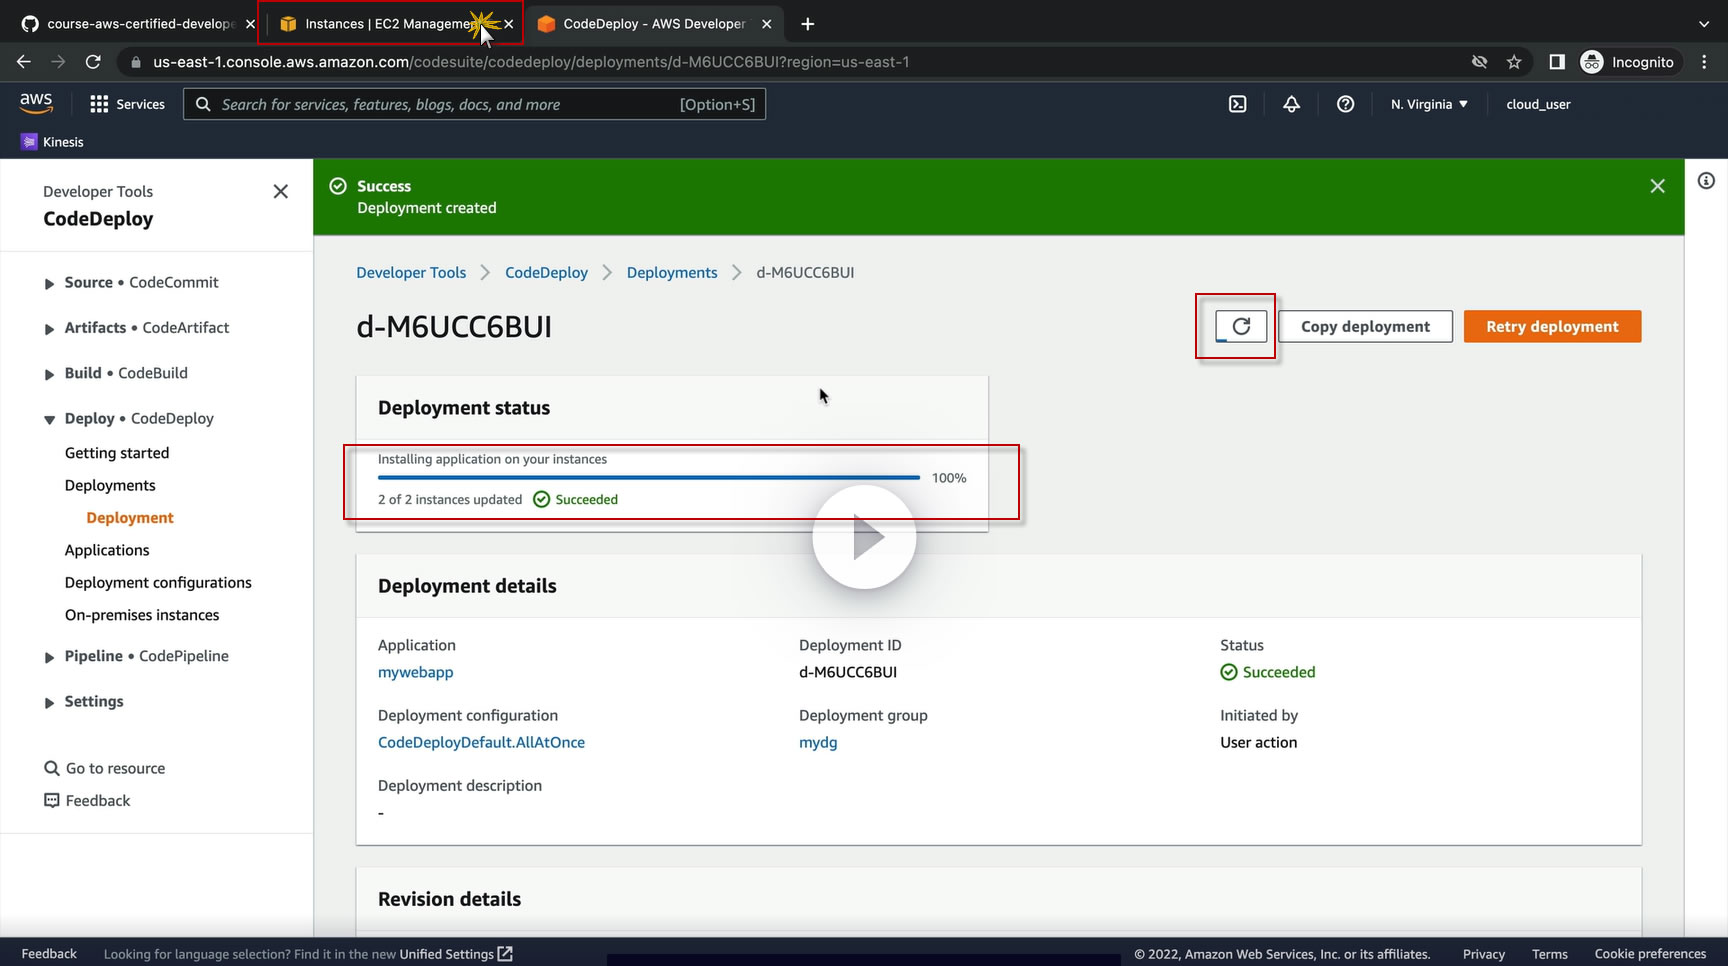 course-aws-certified-develope
Instances | EC2 Managemen
CodeDeploy - AWS Developer
us-east-1.console.aws.amazon.com/codesuite/codedeploy/deployments/d-M6UCC6BUI?region=us-east-1
Incognito
aws
Services
Search for services, features, blogs, docs, and more
[Option+S]
N. Virginia
cloud_user
Kinesis
Developer Tools
CodeDeploy
Source • CodeCommit
Artifacts • CodeArtifact
Build • CodeBuild
Deploy • CodeDeploy
Getting started
Deployments
Deployment
Applications
Deployment configurations
On-premises instances
Pipeline • CodePipeline
Settings
Go to resource
Feedback
Success
Deployment created
Developer Tools
CodeDeploy
Deployments
d-M6UCC6BUI
d-M6UCC6BUI
Copy deployment
Retry deployment
Deployment status
Installing application on your instances
100%
2 of 2 instances updated
Succeeded
Deployment details
Application
mywebapp
Deployment ID
d-M6UCC6BUI
Status
Succeeded
Deployment configuration
CodeDeployDefault.AllAtOnce
Deployment group
mydg
Initiated by
User action
Deployment description
-
Revision details
Feedback
Looking for language selection? Find it in the new Unified Settings
© 2022, Amazon Web Services, Inc. or its affiliates.
Privacy
Terms
Cookie preferences